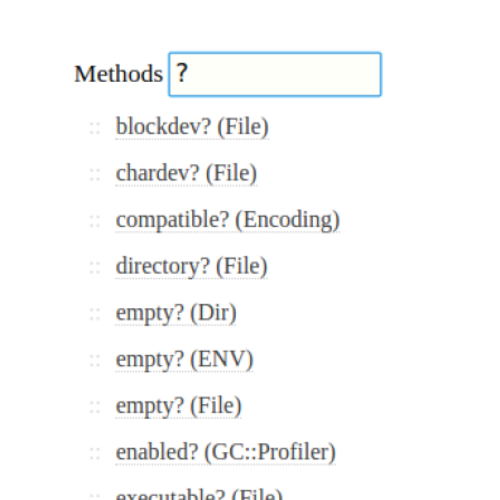 Methods ?
:: blockdev? (File)
:: chardev? (File)
:: compatible? (Encoding)
:: directory? (File)
:: empty? (Dir)
:: empty? (ENV)
:: empty? (File)
:: enabled? (GC::Profiler)
executable? (File)